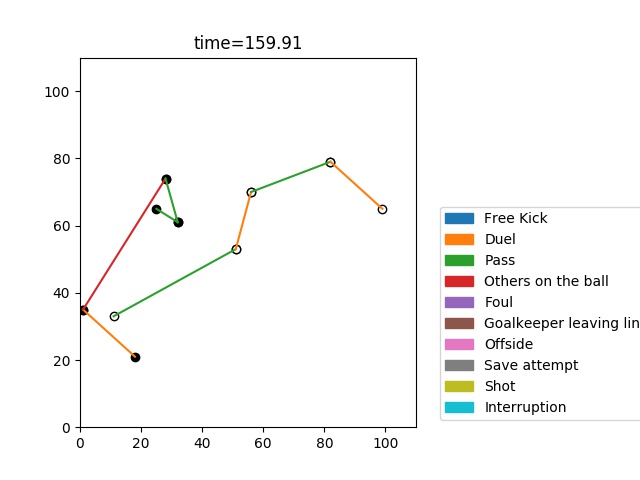 time=159.91
100
80
60
40
20
0
0 20 40 60 80 100
Free Kick
Duel
Pass
Others on the ball
Foul
Goalkeeper leaving lin
Offside
Save attempt
Shot
Interruption